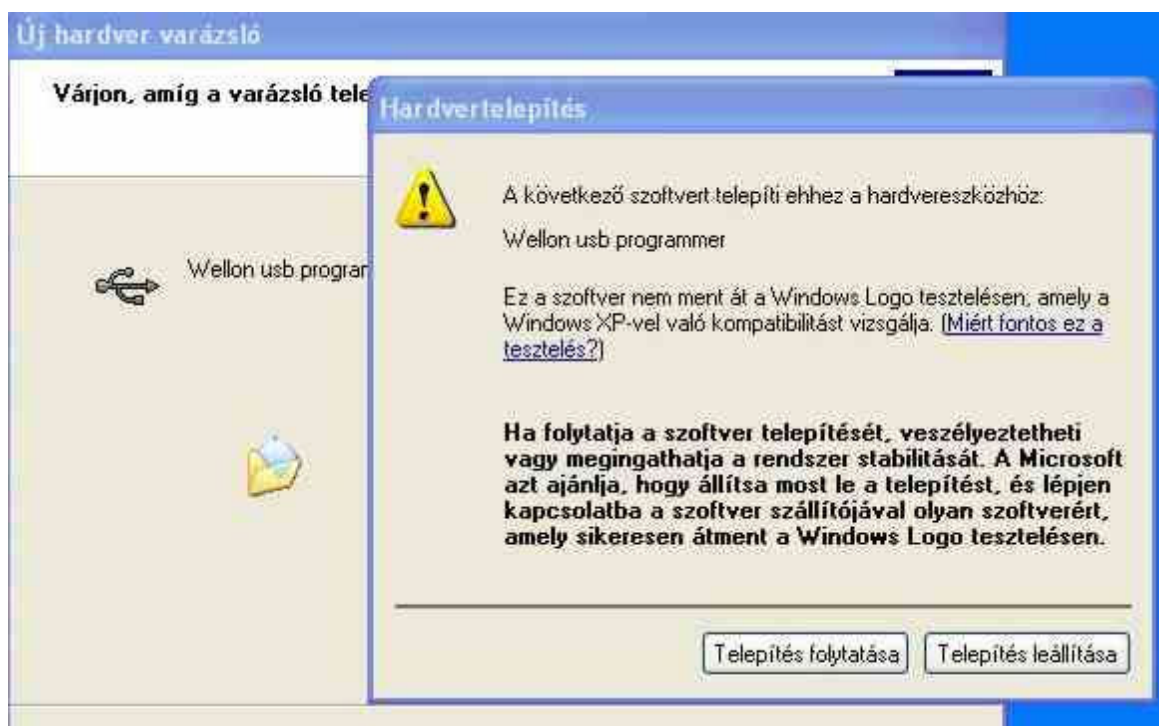 Új hardver varázsló
Várjon, amíg a varázsló tele
Wellon usb program
Hardvertelepítés
A következő szoftvert telepíti ehhez a hardvereszközhöz:
Wellon usb programmer
Ez a szoftver nem ment át a Windows Logo tesztelésen, amely a
Windows XP-vel való kompatibilitást vizsgálja. (Miért fontos ez a
tesztelés?)
Ha folytatja a szoftver telepítését, veszélyeztetheti
vagy megingathatja a rendszer stabilitását. A Microsoft
azt ajánlja, hogy állítsa most le a telepítést, és lépjen
kapcsolatba a szoftver szállítójával olyan szoftverért,
amely sikeresen átment a Windows Logo tesztelésen.
Telepítés folytatása
Telepítés leállítása